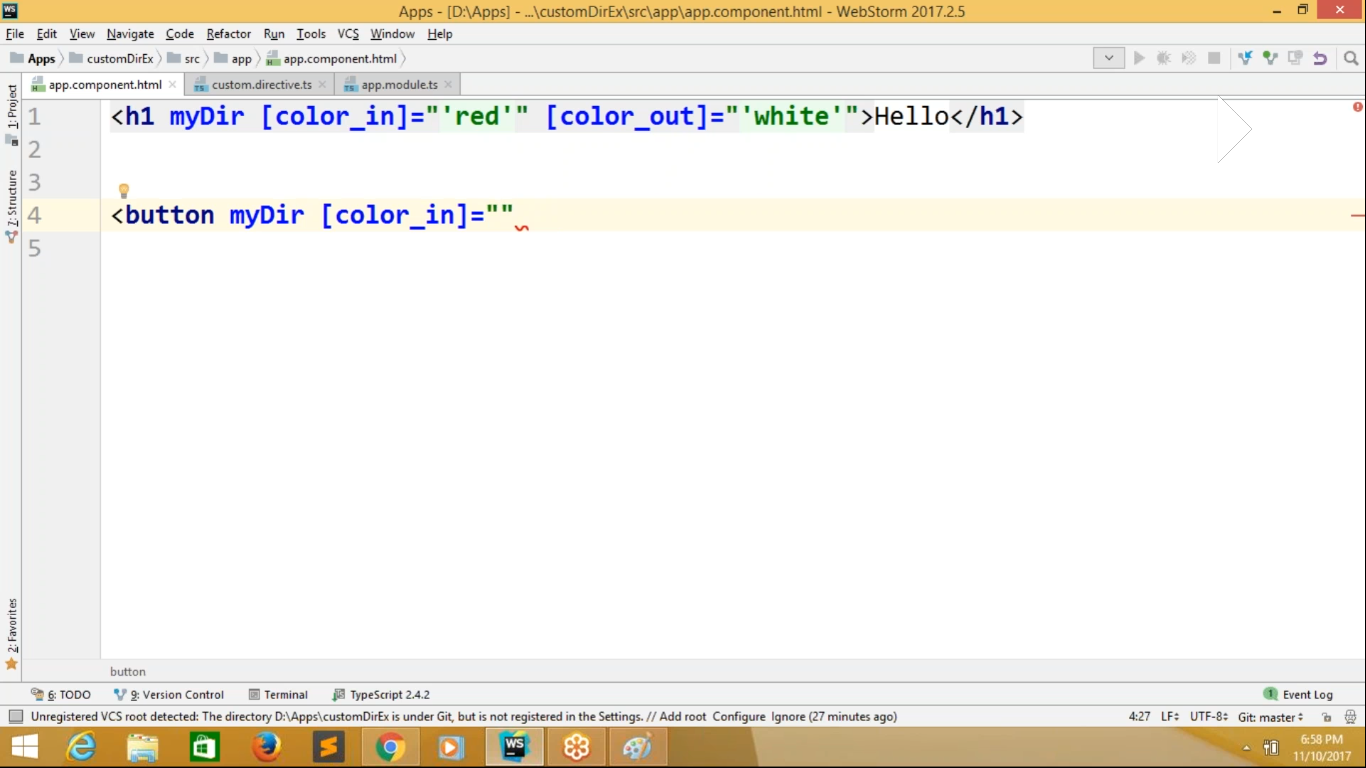 WS
Apps - [D:\Apps] - ...\customDirEx\src\app\app.component.html - WebStorm 2017.2.5
File Edit View Navigate Code Refactor Run Tools VCS Window Help
Apps customDirEx src app app.component.html
app.component.html custom.directive.ts app.module.ts
1: Project
7: Structure
2: Favorites
1 <h1 myDir [color_in]="'red'" [color_out]="'white'">Hello</h1>
2
3
4 <button myDir [color_in]=""
5
button
6: TODO 9: Version Control Terminal TypeScript 2.4.2 1 Event Log
Unregistered VCS root detected: The directory D:\Apps\customDirEx is under Git, but is not registered in the Settings. // Add root Configure Ignore (27 minutes ago) 4:27 LF÷ UTF-8÷ Git: master÷
WS
6:58 PM
11/10/2017